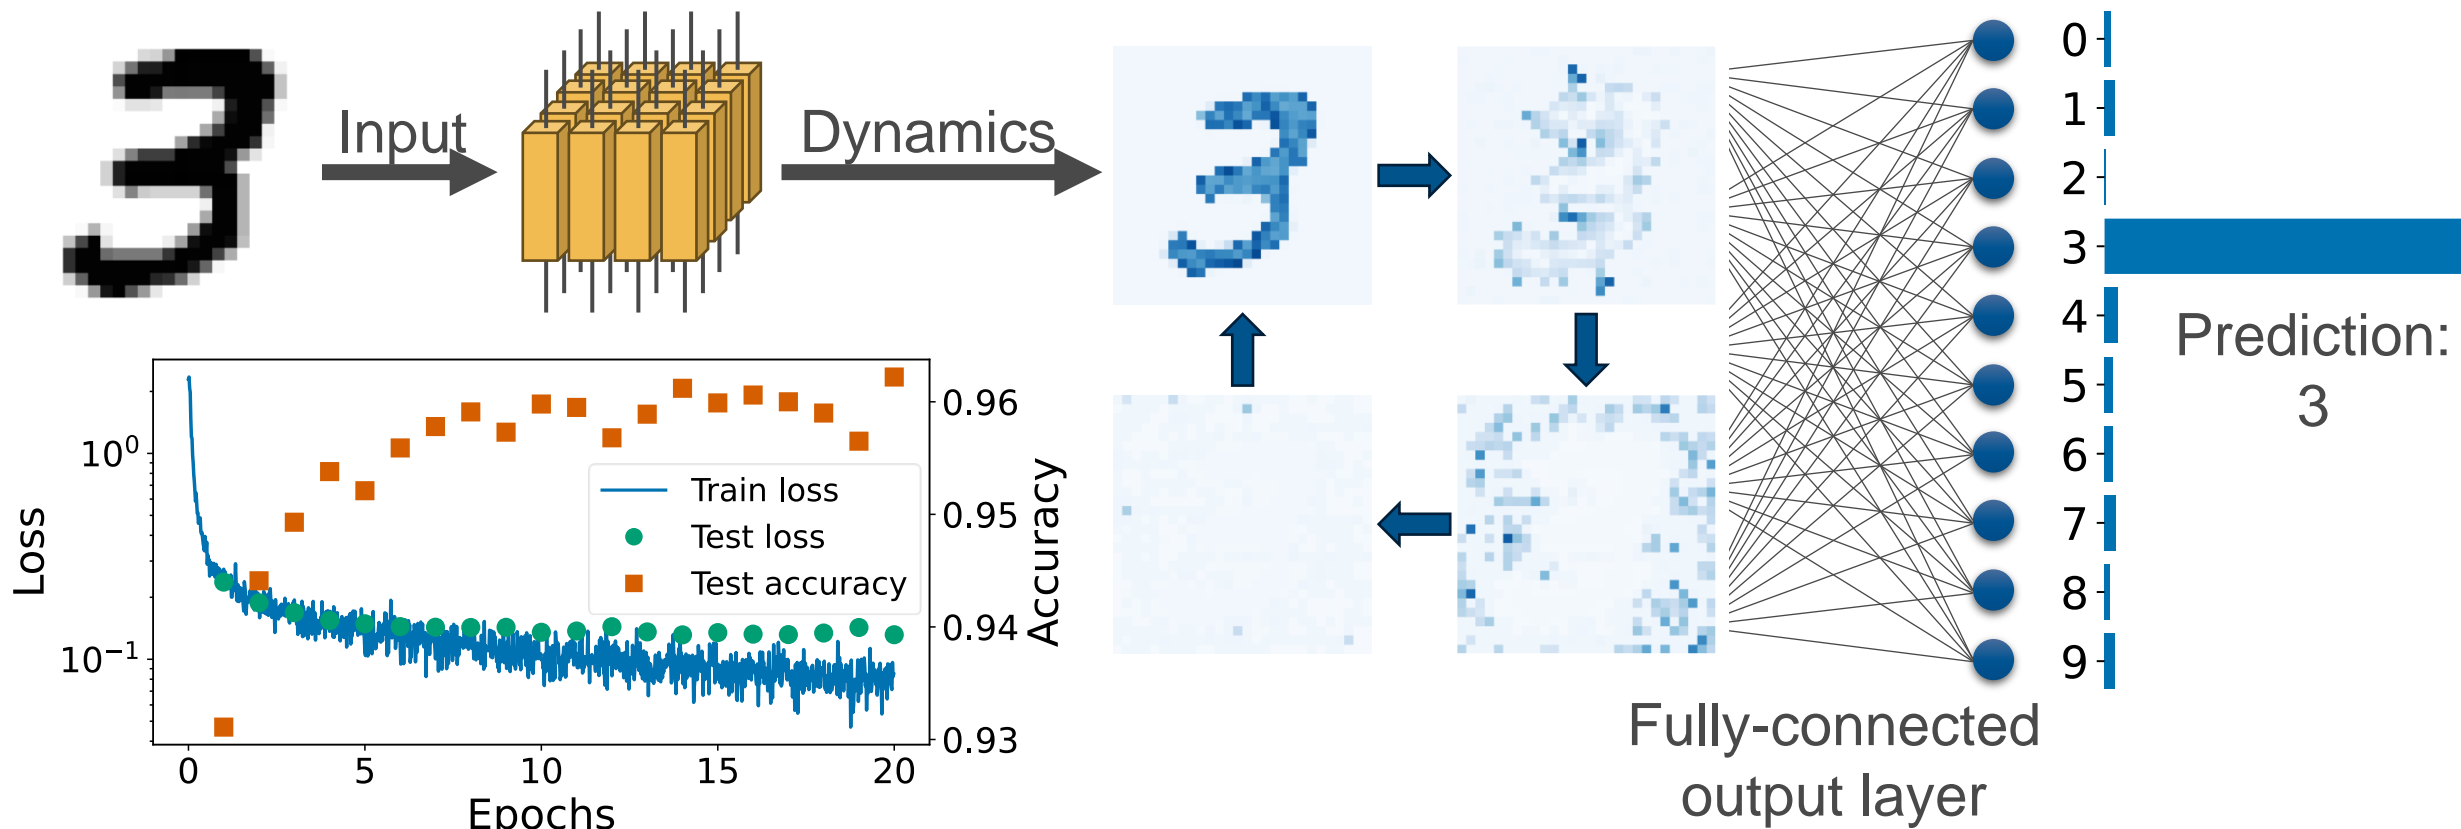 Input
Dynamics
0
1
2
3
4
5
6
7
8
9
Prediction:
3
Fully-connected
output layer
Loss
10⁰
10⁻¹
Train loss
Test loss
Test accuracy
0.96
0.95
0.94
0.93
Accuracy
0 5 10 15 20
Epochs